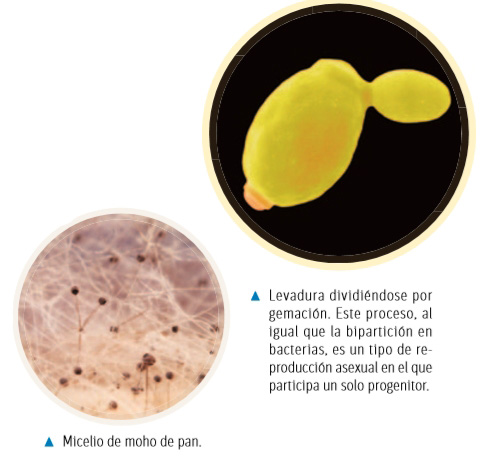 Levadura dividiéndose por
gemación. Este proceso, al
igual que la bipartición en
bacterias, es un tipo de re-
producción asexual en el que
participa un solo progenitor.
Micelio de moho de pan.